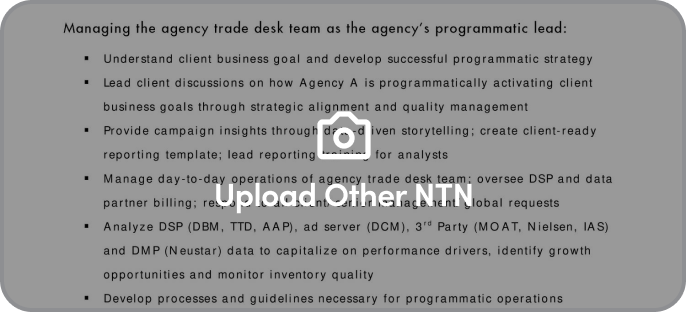 Managing the agency trade desk team as the agency's programmatic lead:
▪ Understand client business goal and develop successful programmatic strategy
▪ Lead client discussions on how Agency A is programmatically activating client
business goals through strategic alignment and quality management
▪ Provide campaign insights through data-driven storytelling; create client-ready
reporting template; lead reporting training for analysts
▪ Manage day-to-day operations of agency trade desk team; oversee DSP and data
Upload Other NTN
partner billing; management global requests
▪ Analyze DSP (DBM, TTD, AAP), ad server (DCM), 3rd Party (MOAT, Nielsen, IAS)
and DMP (Neustar) data to capitalize on performance drivers, identify growth
opportunities and monitor inventory quality
▪ Develop processes and guidelines necessary for programmatic operations